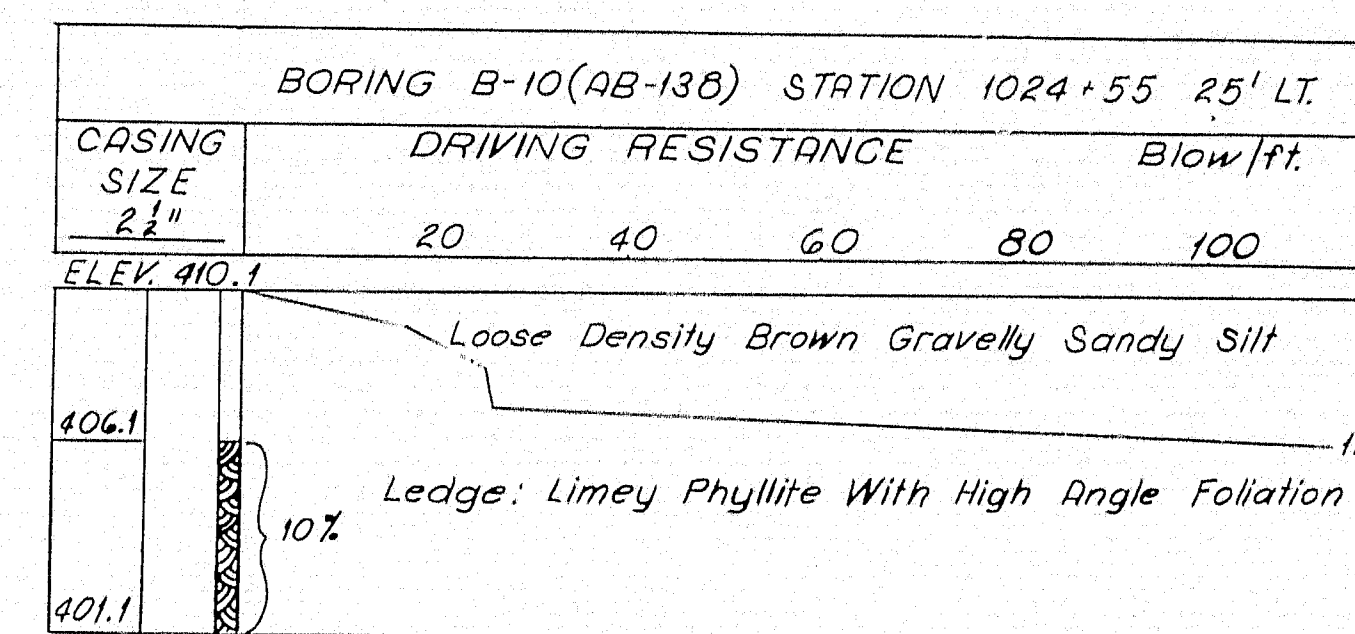 BORING B-10(AB-138) STATION 1024+55 25' LT.
CASING SIZE 2 1/2"
DRIVING RESISTANCE Blow/ft.
20 40 60 80 100
ELEV. 410.1
Loose Density Brown Gravelly Sandy Silt
406.1
Ledge: Limey Phyllite With High Angle Foliation
10%
401.1